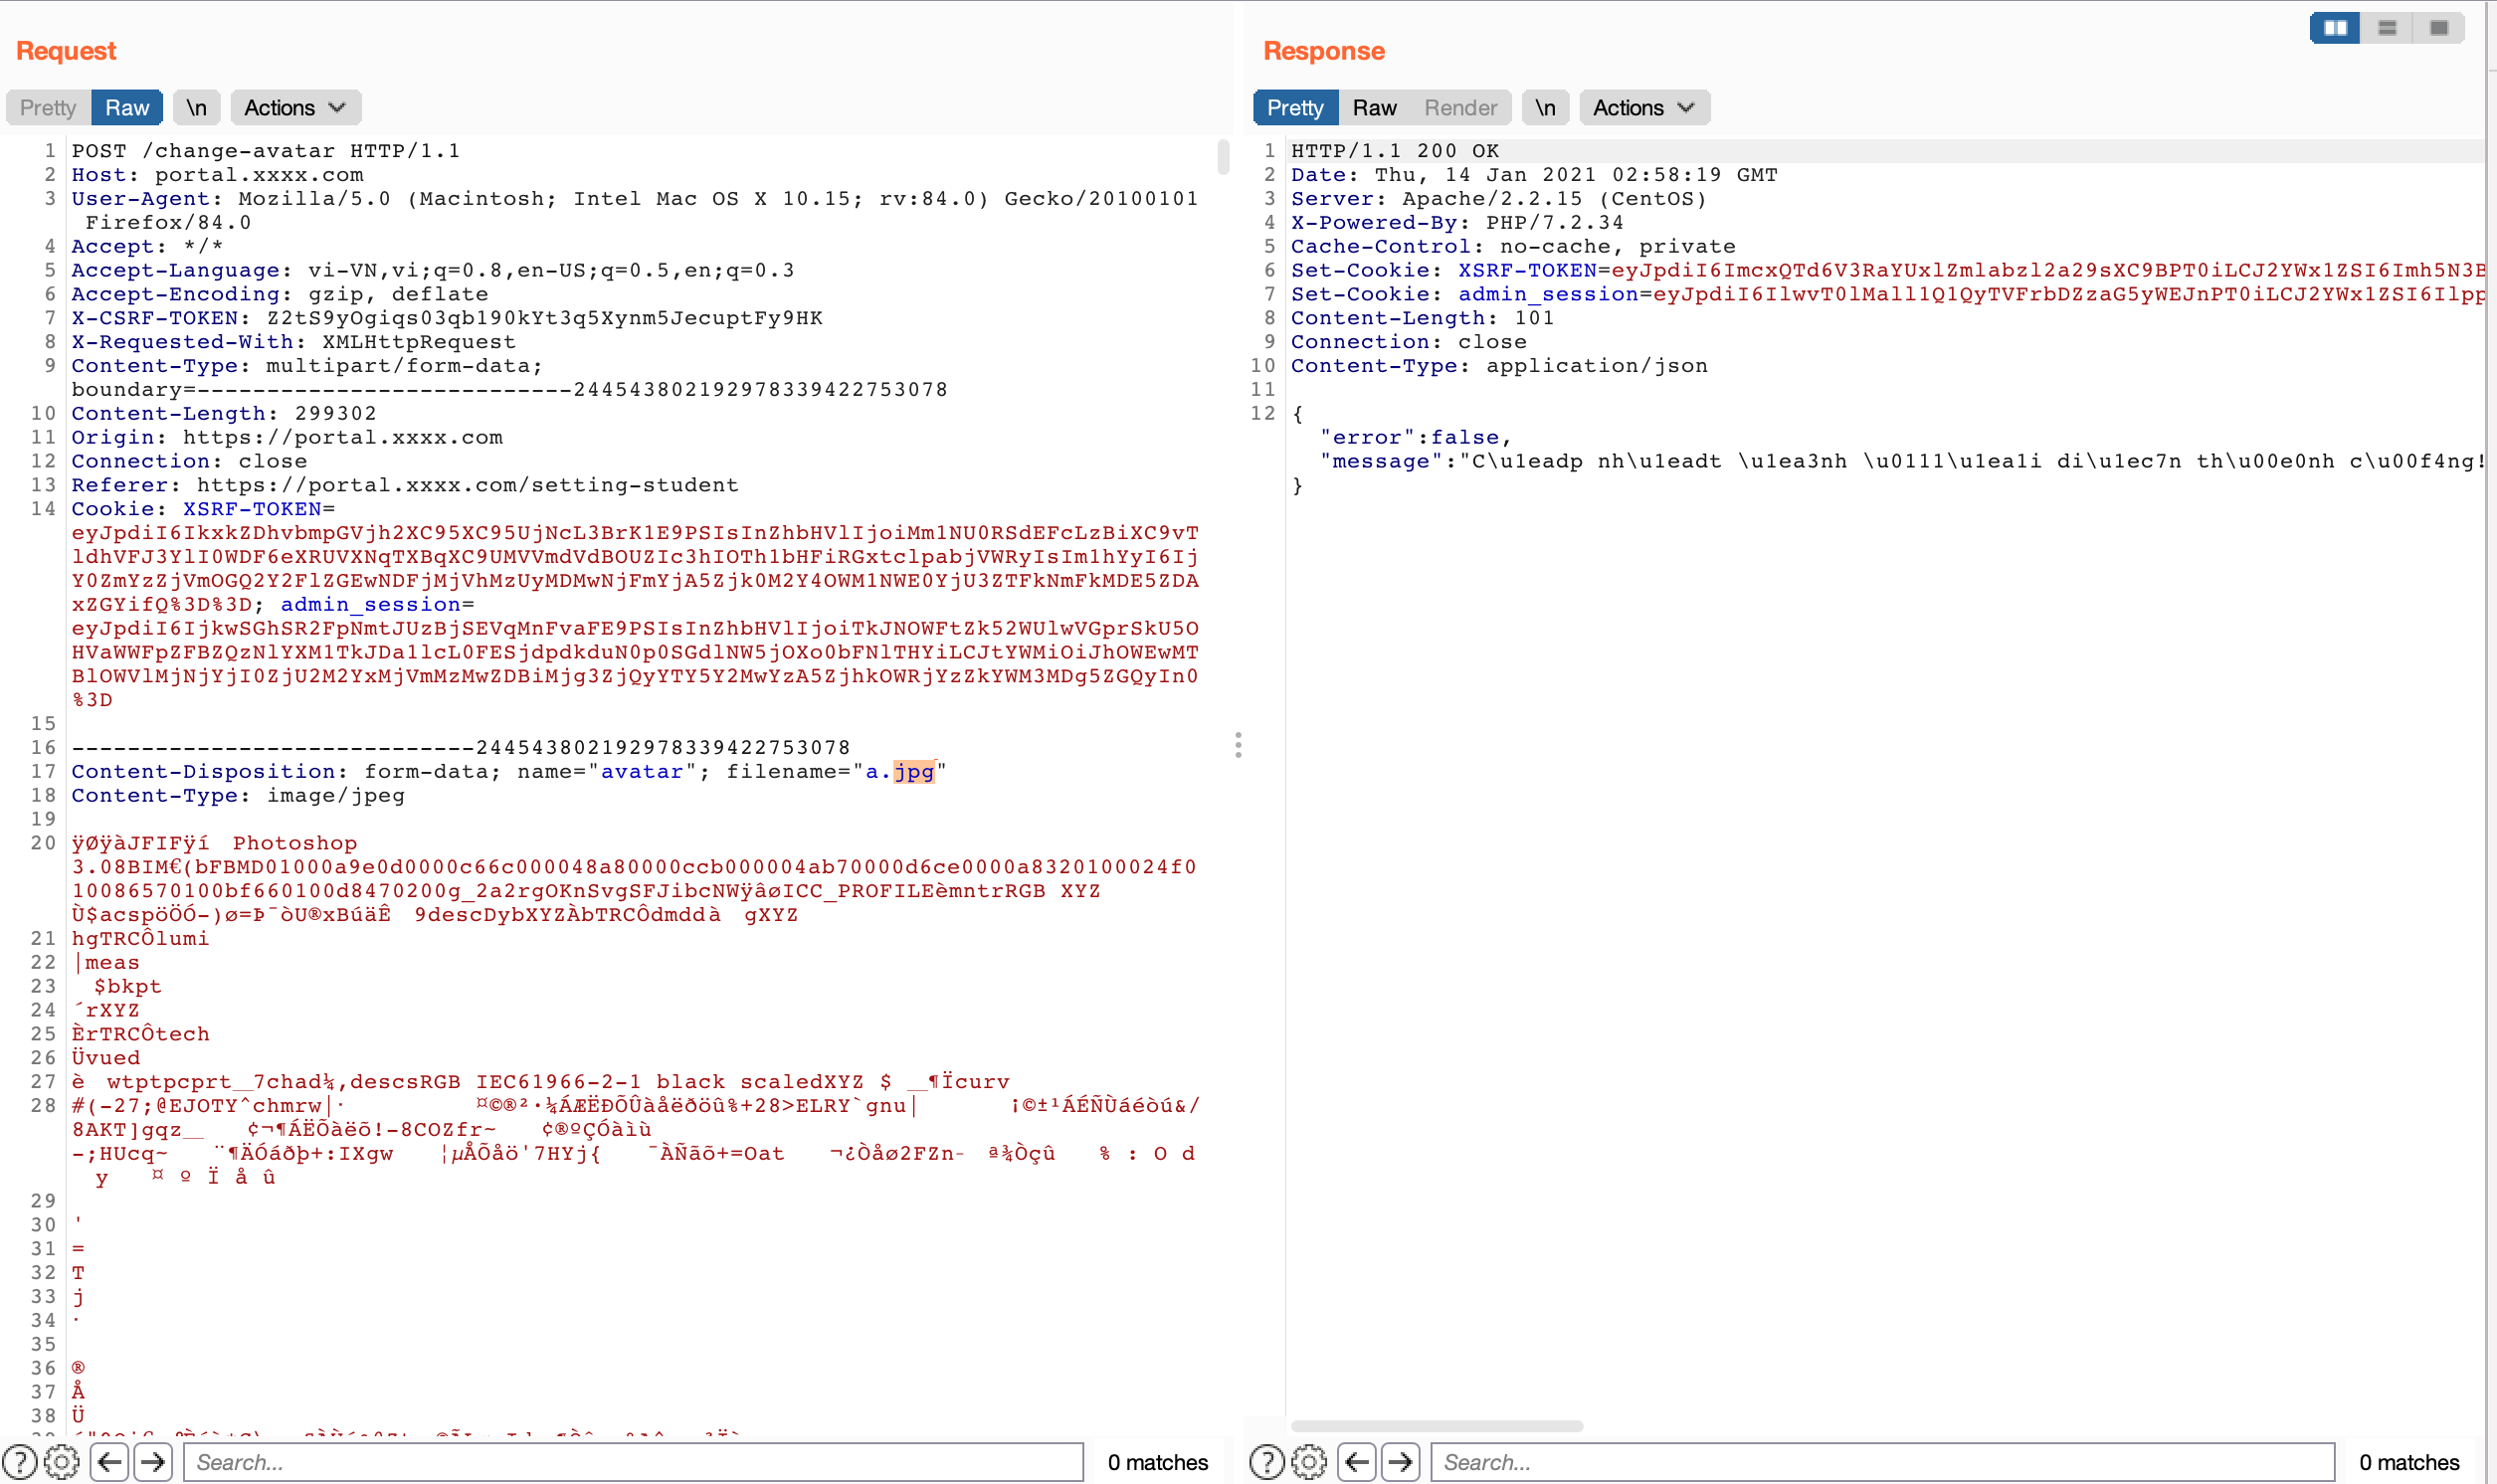 Request
Pretty Raw \n Actions
1 POST /change-avatar HTTP/1.1
2 Host: portal.xxxx.com
3 User-Agent: Mozilla/5.0 (Macintosh; Intel Mac OS X 10.15; rv:84.0) Gecko/20100101
Firefox/84.0
4 Accept: */*
5 Accept-Language: vi-VN,vi;q=0.8,en-US;q=0.5,en;q=0.3
6 Accept-Encoding: gzip, deflate
7 X-CSRF-TOKEN: Z2tS9yOgiqs03qb190kYt3q5Xynm5JecuptFy9HK
8 X-Requested-With: XMLHttpRequest
9 Content-Type: multipart/form-data;
boundary=---------------------------244543802192978339422753078
10 Content-Length: 299302
11 Origin: https://portal.xxxx.com
12 Connection: close
13 Referer: https://portal.xxxx.com/setting-student
14 Cookie: XSRF-TOKEN=
eyJpdiI6IkxkZDhvbmpGVjh2XC95XC95UjNcL3BrK1E9PSIsInZhbHVlIjoiMm1NU0RSdEFcLzBiXC9vT
ldhVFJ3YlI0WDF6eXRUVXNqTXBqXC9UMVVmdVdBOUZIc3hIOTh1bHFiRGxtclpabjVWRyIsIm1hYyI6Ij
Y0ZmYzZjVmOGQ2Y2FlZGEwNDFjMjVhMzUyMDMwNjFmYjA5Zjk0M2Y4OWM1NWE0YjU3ZTFkNmFkMDE5ZDA
xZGYifQ%3D%3D; admin_session=
eyJpdiI6IjkwSGhSR2FpNmtJUzBjSEVqMnFvaFE9PSIsInZhbHVlIjoiTkJNOWFtZk52WUlwVGprSkU5O
HVaWWFpZFBZQzNlYXM1TkJDa1lcL0FESjdpdkduN0p0SGdlNW5jOXo0bFNlTHYiLCJtYWMiOiJhOWEwMT
BlOWVlMjNjYjI0ZjU2M2YxMjVmMzMwZDBiMjg3ZjQyYTY5Y2MwYzA5ZjhkOWRjYzZkYWM3MDg5ZGQyIn0
%3D
15
16 -----------------------------244543802192978339422753078
17 Content-Disposition: form-data; name="avatar"; filename="a.jpg"
18 Content-Type: image/jpeg
19
20 ÿØÿàJFIFÿí Photoshop
3.08BIM€(bFBMD01000a9e0d0000c66c000048a80000ccb000004ab70000d6ce0000a8320100024f0
10086570100bf660100d8470200g_2a2rgOKnSvgSFJibcNWÿâøICC_PROFILEèmntrRGB XYZ
Ù$acspöÖÓ-)ø=Þ¯òU®xBúäÊ 9descDybXYZÀbTRCÔdmddà gXYZ
21 hgTRCÔlumi
22 |meas
23 $bkpt
24 ´rXYZ
25 ÈrTRCÔtech
26 Üvued
27 è wtptpcprt__7chad¼,descsRGB IEC61966-2-1 black scaledXYZ $ __¶Ïcurv
28 #(-27;@EJOTY^chmrw|· ¤©®²·¼ÁÆËÐÕÛàåëðöû%+28>ELRY`gnu| ¡©±¹ÁÉÑÙáéòú&/
8AKT]gqz__ ¢¬¶ÁËÕàëõ!-8COZfr~ ¢®ºÇÓàìù
-;HUcq~ ¨¶ÄÓáðþ+:IXgw ¦µÅÕåö'7HYj{ ¯ÀÑãõ+=Oat ¬¿Òåø2FZn- ª¾Òçû % : O d
y ¤ º Ï å û
29
30 '
31 =
32 T
33 j
34 ·
35
36 ®
37 Å
38 Ü
? Search... 0 matches
Response
Pretty Raw Render \n Actions
1 HTTP/1.1 200 OK
2 Date: Thu, 14 Jan 2021 02:58:19 GMT
3 Server: Apache/2.2.15 (CentOS)
4 X-Powered-By: PHP/7.2.34
5 Cache-Control: no-cache, private
6 Set-Cookie: XSRF-TOKEN=eyJpdiI6ImcxQTd6V3RaYUxlZmlabzl2a29sXC9BPT0iLCJ2YWx1ZSI6Imh5N3B
7 Set-Cookie: admin_session=eyJpdiI6IlwvT0lMall1Q1QyTVFrbDZzaG5yWEJnPT0iLCJ2YWx1ZSI6Ilpp
8 Content-Length: 101
9 Connection: close
10 Content-Type: application/json
11
12 {
"error":false,
"message":"C\u1eadp nh\u1eadt \u1ea3nh \u0111\u1ea1i di\u1ec7n th\u00e0nh c\u00f4ng!
}
? Search... 0 matches